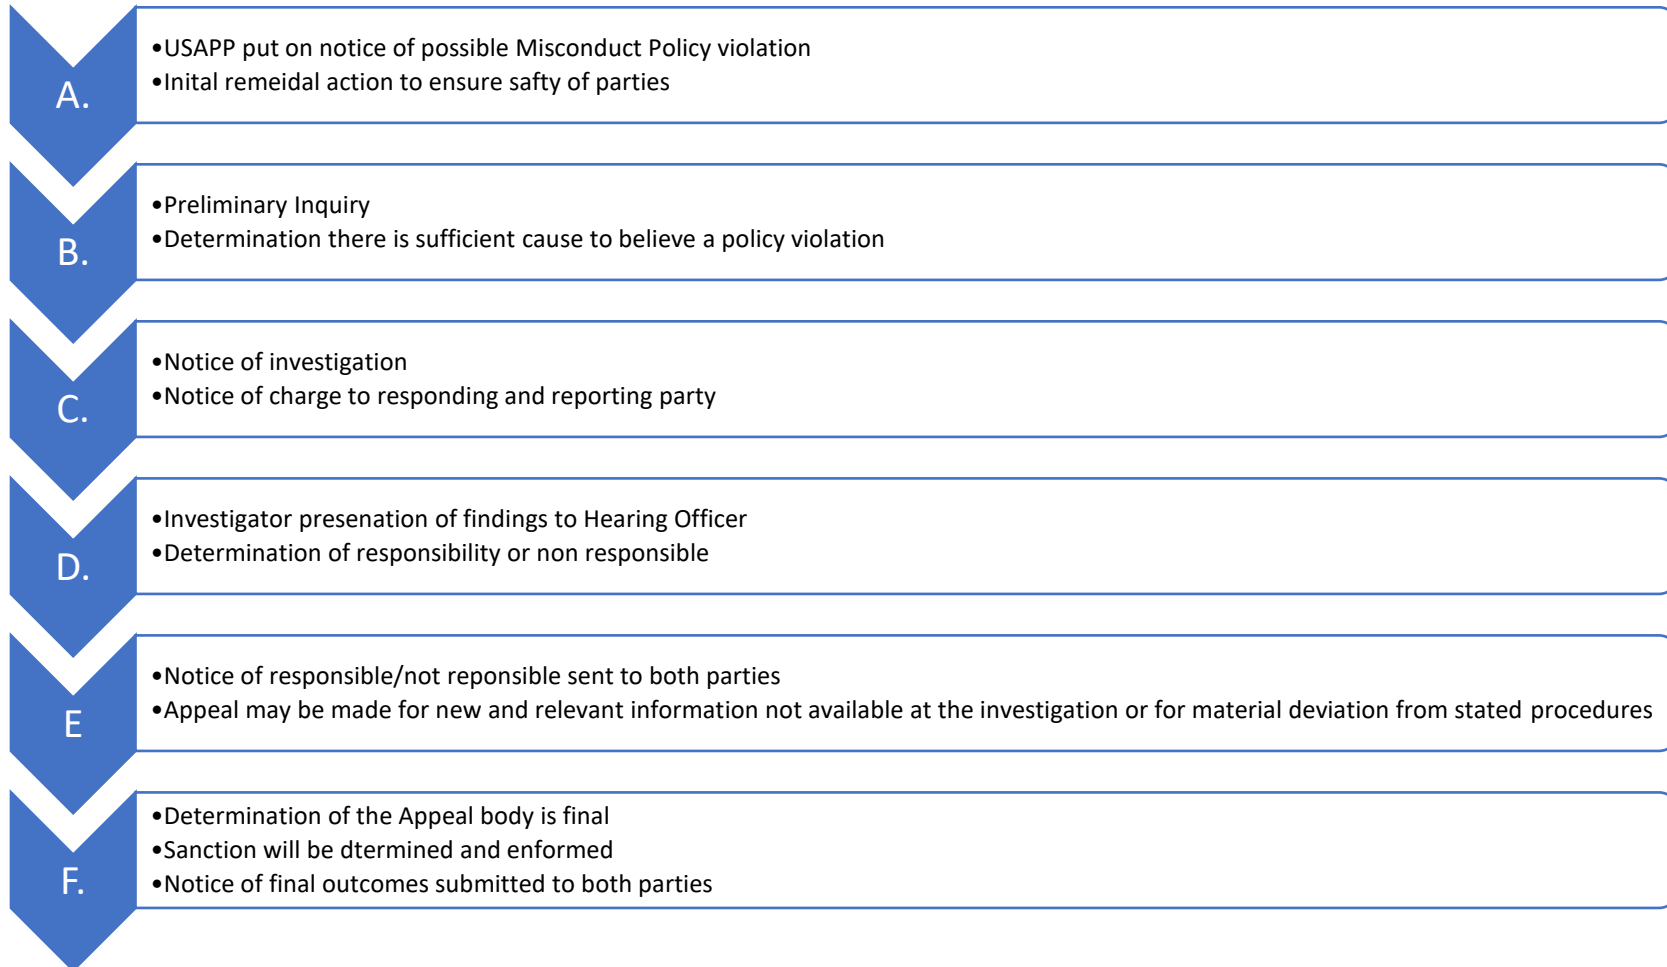 A.
•USAPP put on notice of possible Misconduct Policy violation
•Inital remeidal action to ensure safty of parties
B.
•Preliminary Inquiry
•Determination there is sufficient cause to believe a policy violation
C.
•Notice of investigation
•Notice of charge to responding and reporting party
D.
•Investigator presenation of findings to Hearing Officer
•Determination of responsibility or non responsible
E
•Notice of responsible/not reponsible sent to both parties
•Appeal may be made for new and relevant information not available at the investigation or for material deviation from stated procedures
F.
•Determination of the Appeal body is final
•Sanction will be dtermined and enformed
•Notice of final outcomes submitted to both parties